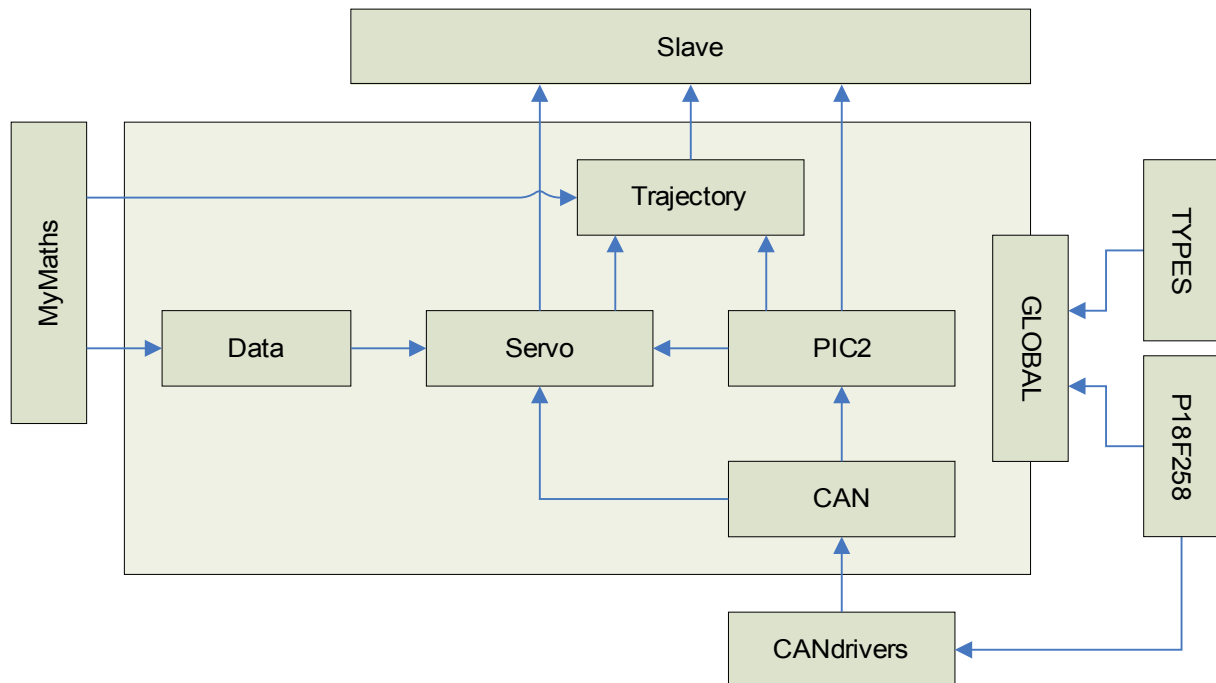 Slave
MyMaths
Trajectory
TYPES
GLOBAL
Data
Servo
PIC2
P18F258
CAN
CANdrivers